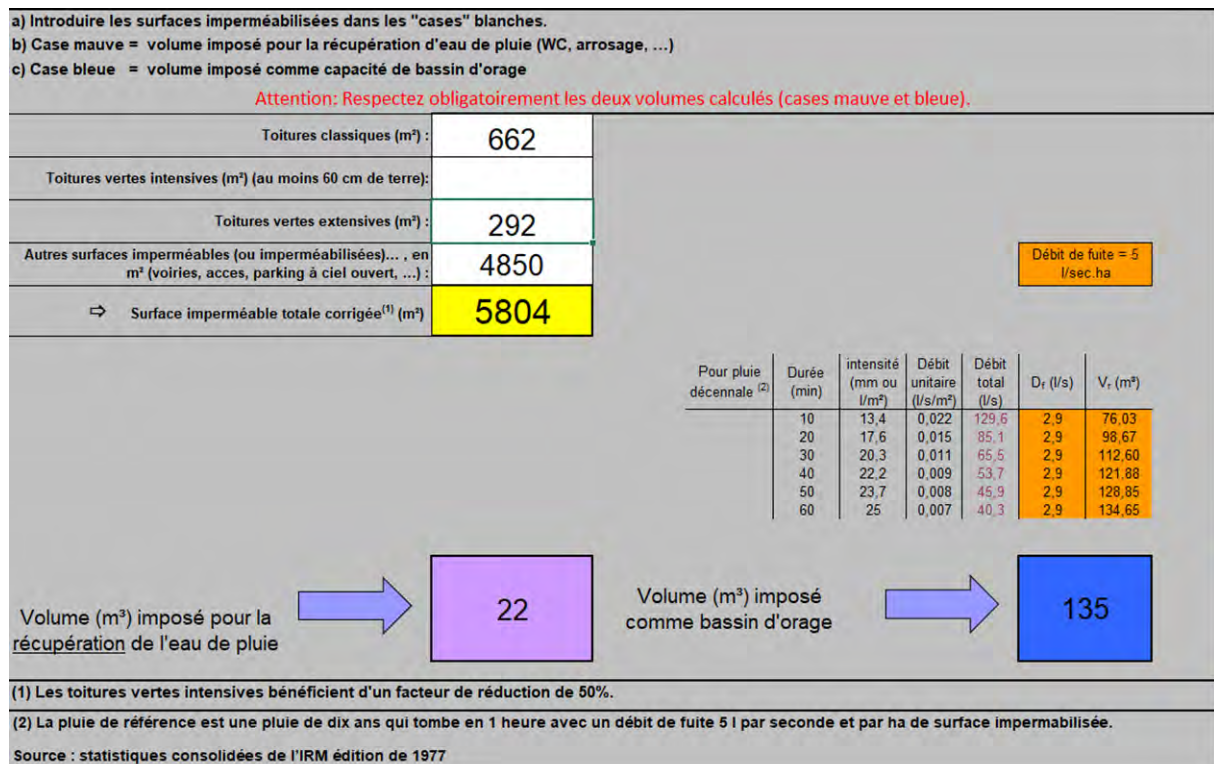 a) Introduire les surfaces imperméabilisées dans les "cases" blanches.
b) Case mauve = volume imposé pour la récupération d'eau de pluie (WC, arrosage, ...)
c) Case bleue = volume imposé comme capacité de bassin d'orage
Attention: Respectez obligatoirement les deux volumes calculés (cases mauve et bleue).
Toitures classiques (m²) : 662
Toitures vertes intensives (m²) (au moins 60 cm de terre):
Toitures vertes extensives (m²) : 292
Autres surfaces imperméables (ou imperméabilisées)... , en
m² (voiries, acces, parking à ciel ouvert, ...) : 4850
Débit de fuite = 5
l/sec.ha
⇨ Surface imperméable totale corrigée(1) (m²) 5804
Pour pluie
décennale (2)
Durée
(min)
intensité
(mm ou
l/m²)
Débit
unitaire
(l/s/m²)
Débit
total
(l/s)
Df (l/s)
Vr (m³)
10 13,4 0,022 129,6 2,9 76,03
20 17,6 0,015 85,1 2,9 98,67
30 20,3 0,011 65,5 2,9 112,60
40 22,2 0,009 53,7 2,9 121,88
50 23,7 0,008 45,9 2,9 128,85
60 25 0,007 40,3 2,9 134,65
Volume (m³) imposé pour la
récupération de l'eau de pluie
22
Volume (m³) imposé
comme bassin d'orage
135
(1) Les toitures vertes intensives bénéficient d'un facteur de réduction de 50%.
(2) La pluie de référence est une pluie de dix ans qui tombe en 1 heure avec un débit de fuite 5 l par seconde et par ha de surface impermabilisée.
Source : statistiques consolidées de l'IRM édition de 1977